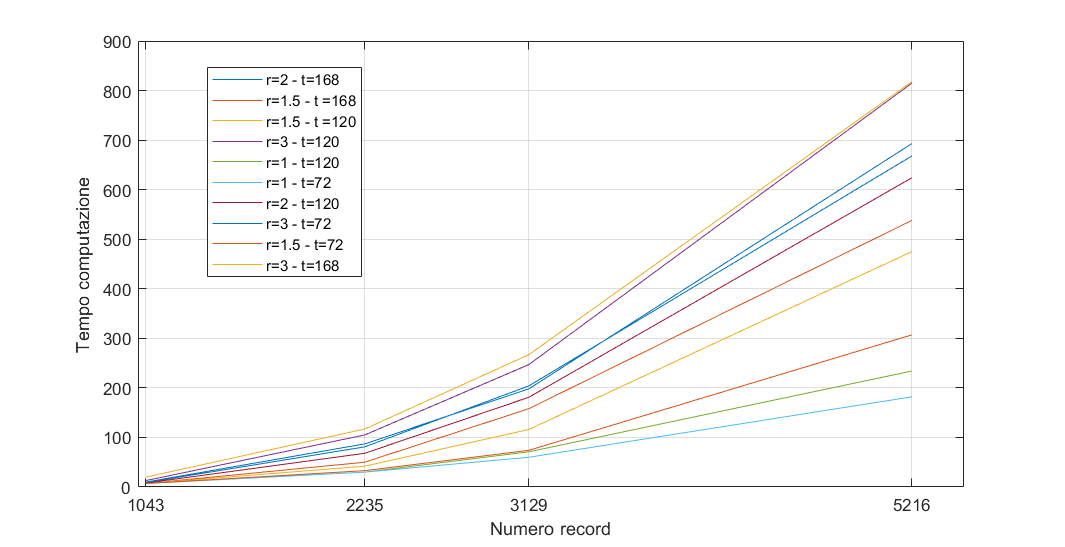 900
800
700
600
500
400
300
200
100
0
Tempo computazione
r=2 - t=168
r=1.5 - t =168
r=1.5 - t =120
r=3 - t=120
r=1 - t=120
r=1 - t=72
r=2 - t=120
r=3 - t=72
r=1.5 - t=72
r=3 - t=168
1043 2235 3129 5216
Numero record